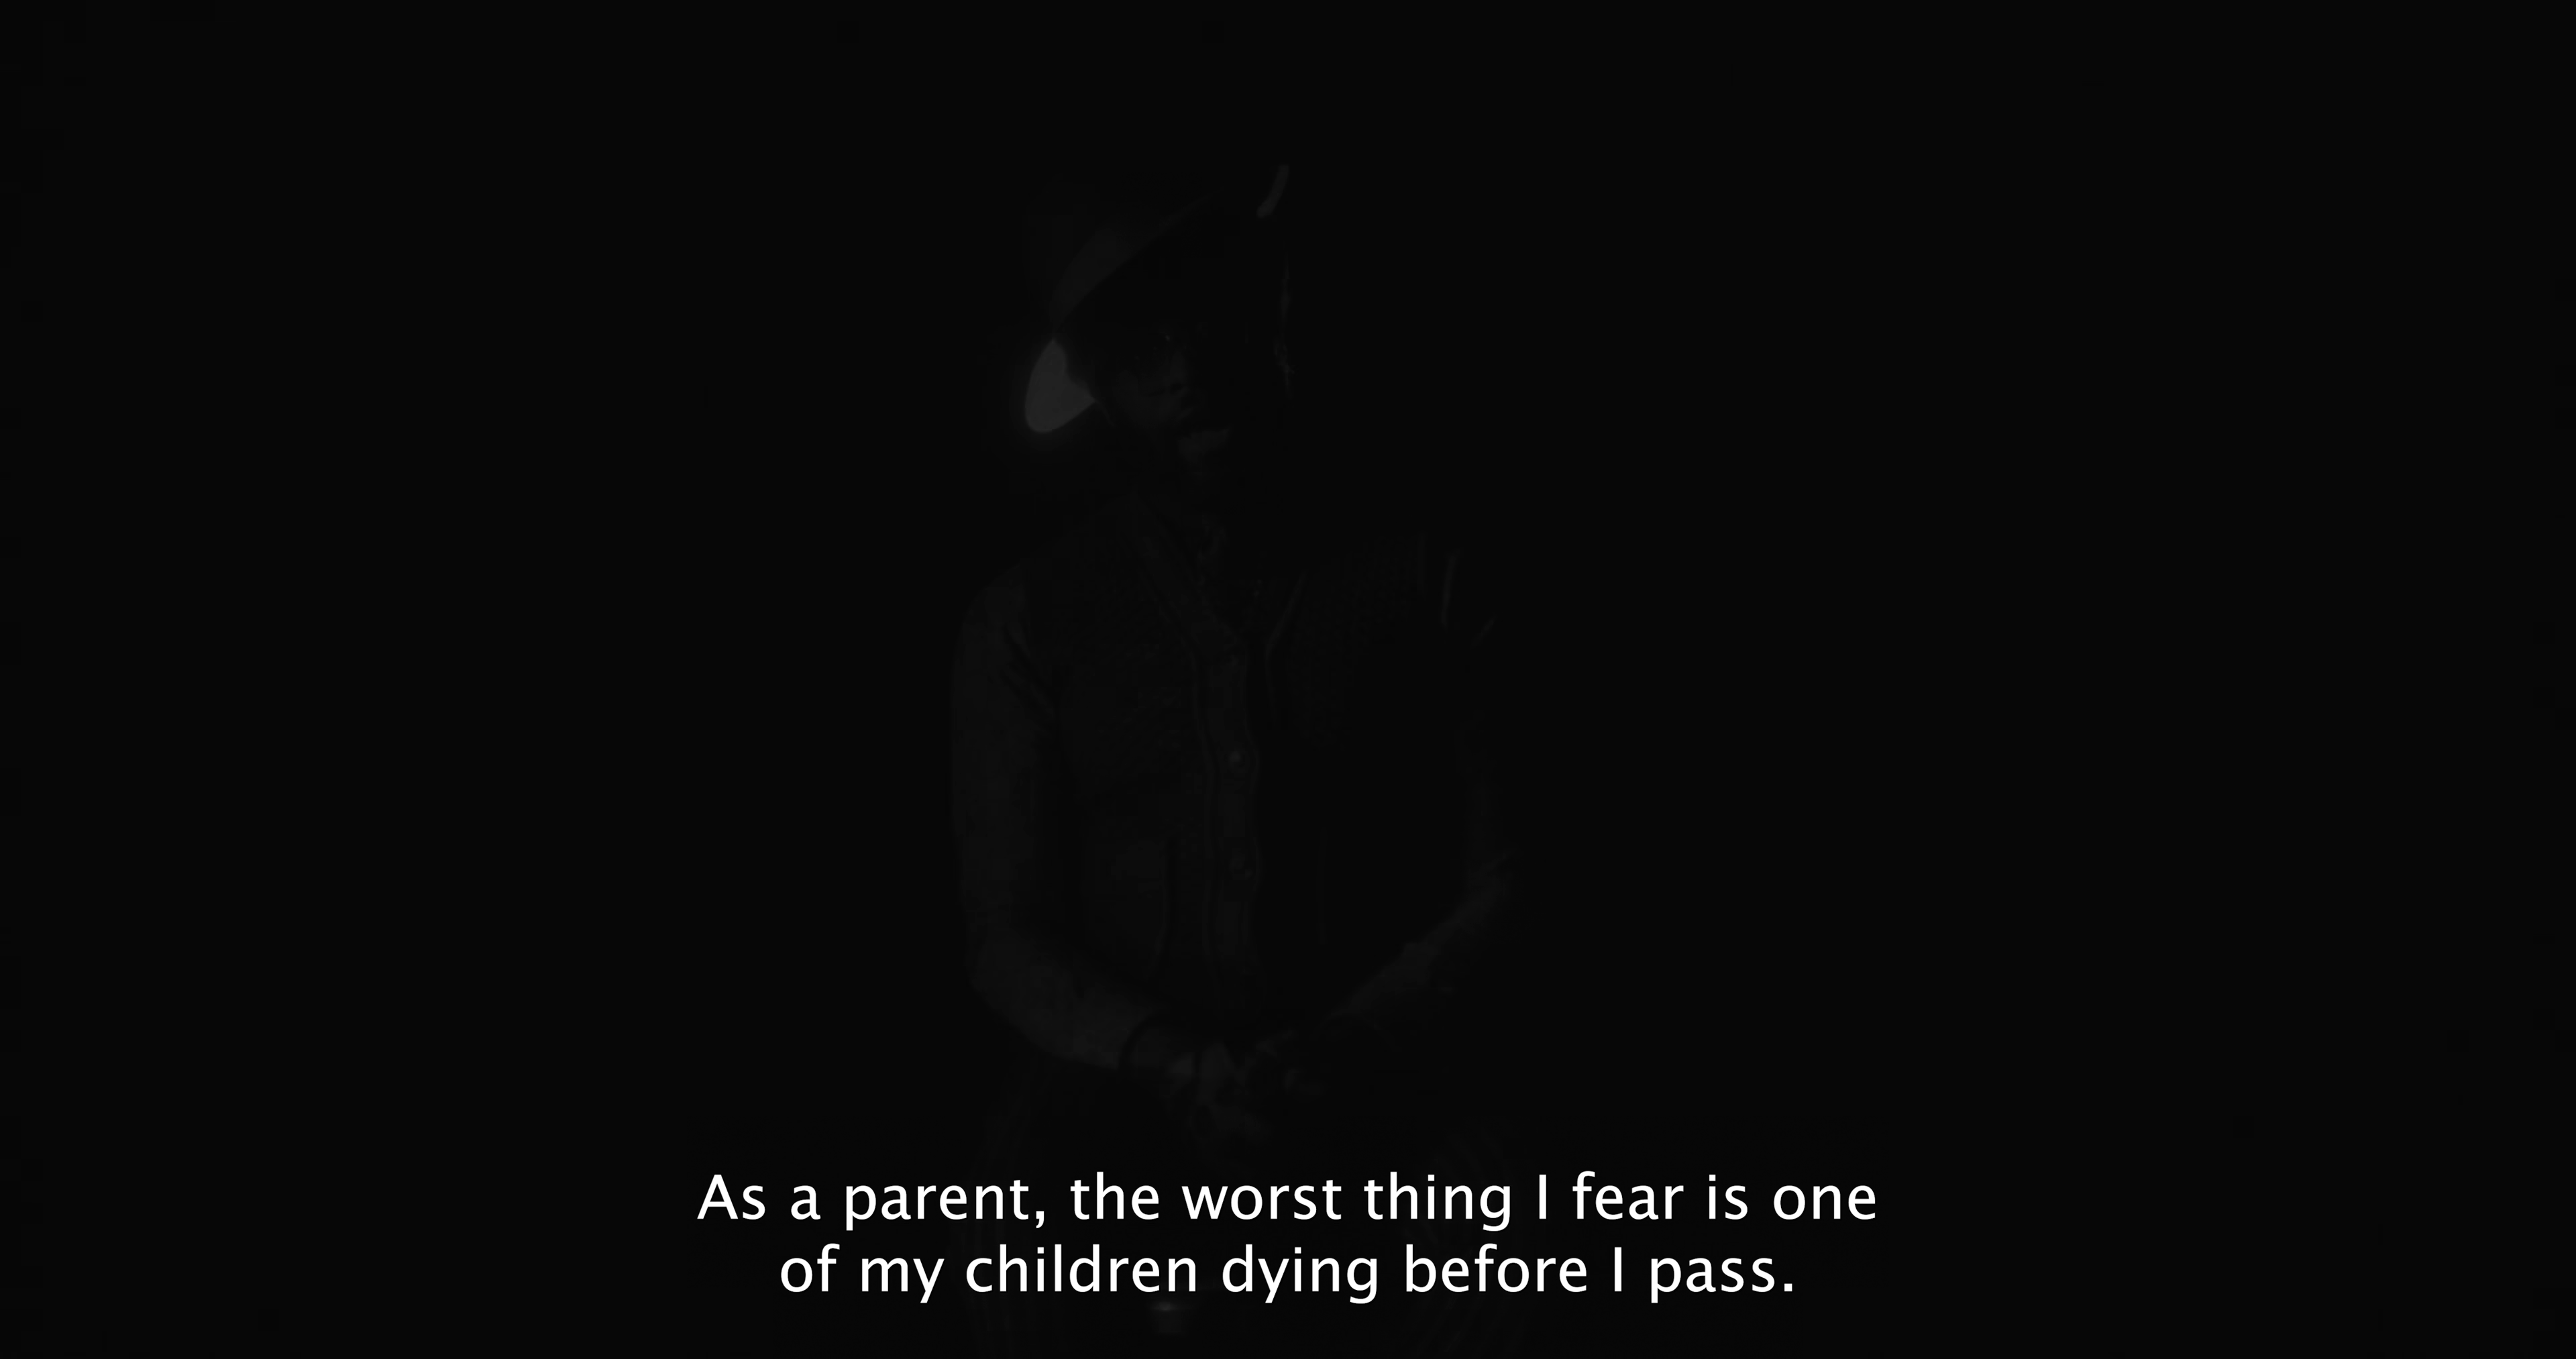 As a parent, the worst thing I fear is one
of my children dying before I pass.